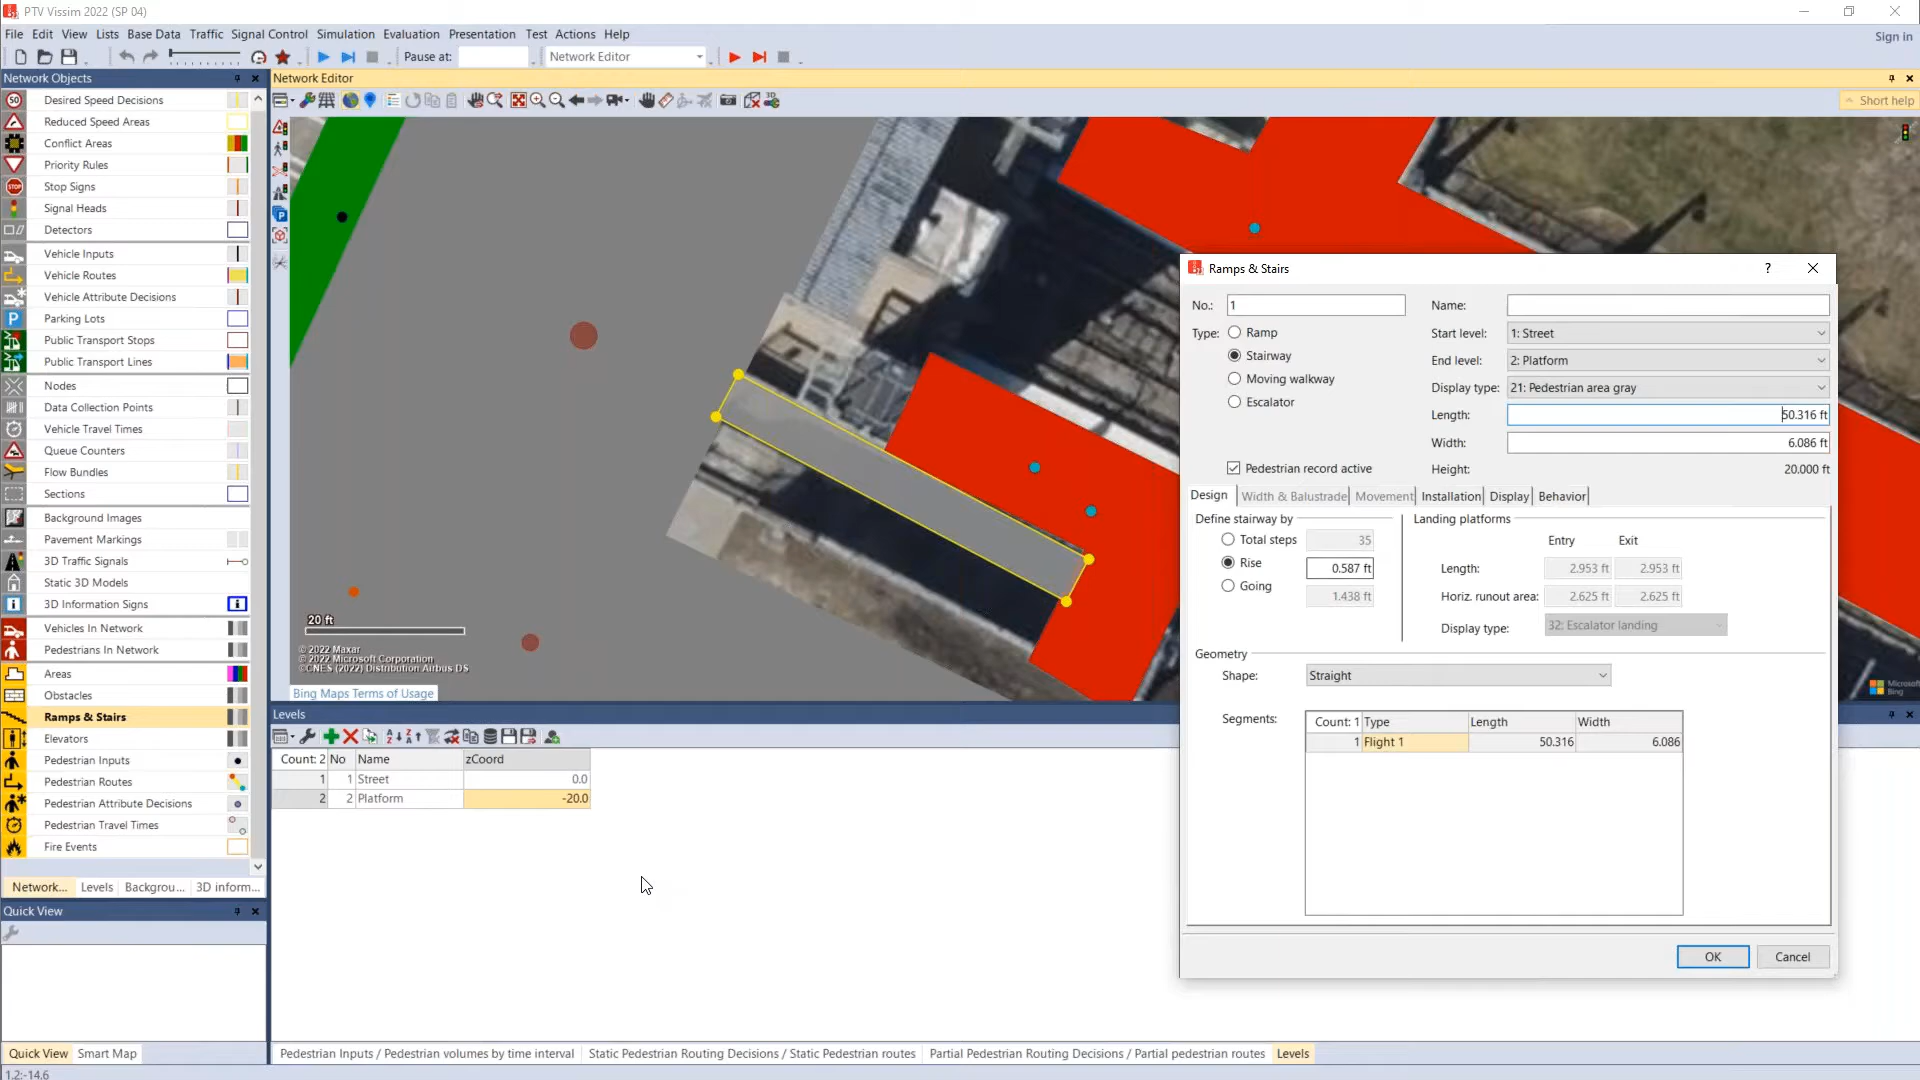 PTV Vissim 2022 (SP 04)
File Edit View Lists Base Data Traffic Signal Control Simulation Evaluation Presentation Test Actions Help
Sign in
Pause at: Network Editor
Network Objects
Network Editor
Short help
Desired Speed Decisions
Reduced Speed Areas
Conflict Areas
Priority Rules
Stop Signs
Signal Heads
Detectors
Vehicle Inputs
Vehicle Routes
Vehicle Attribute Decisions
Parking Lots
Public Transport Stops
Public Transport Lines
Nodes
Data Collection Points
Vehicle Travel Times
Queue Counters
Flow Bundles
Sections
Background Images
Pavement Markings
3D Traffic Signals
Static 3D Models
3D Information Signs
Vehicles In Network
Pedestrians In Network
Areas
Obstacles
Ramps & Stairs
Elevators
Pedestrian Inputs
Pedestrian Routes
Pedestrian Attribute Decisions
Pedestrian Travel Times
Fire Events
Network... Levels Backgrou... 3D inform...
Quick View
Quick View Smart Map
1.2:-14.6
20 ft
© 2022 Maxar
© 2022 Microsoft Corporation
©CNES (2022) Distribution Airbus DS
Bing Maps Terms of Usage
Microsoft
Bing
Levels
Count: 2 No Name zCoord
1 1 Street 0.0
2 2 Platform -20.0
Pedestrian Inputs / Pedestrian volumes by time interval Static Pedestrian Routing Decisions / Static Pedestrian routes Partial Pedestrian Routing Decisions / Partial pedestrian routes Levels
Ramps & Stairs ?
No.: 1 Name:
Type: Ramp Start level: 1: Street
Stairway End level: 2: Platform
Moving walkway Display type: 21: Pedestrian area gray
Escalator Length: 50.316 ft
Width: 6.086 ft
Pedestrian record active Height: 20.000 ft
Design Width & Balustrade Movement Installation Display Behavior
Define stairway by Landing platforms
Total steps 35 Entry Exit
Rise 0.587 ft Length: 2.953 ft 2.953 ft
Going 1.438 ft Horiz. runout area: 2.625 ft 2.625 ft
Display type: 32: Escalator landing
Geometry
Shape: Straight
Segments: Count: 1 Type Length Width
1 Flight 1 50.316 6.086
OK Cancel